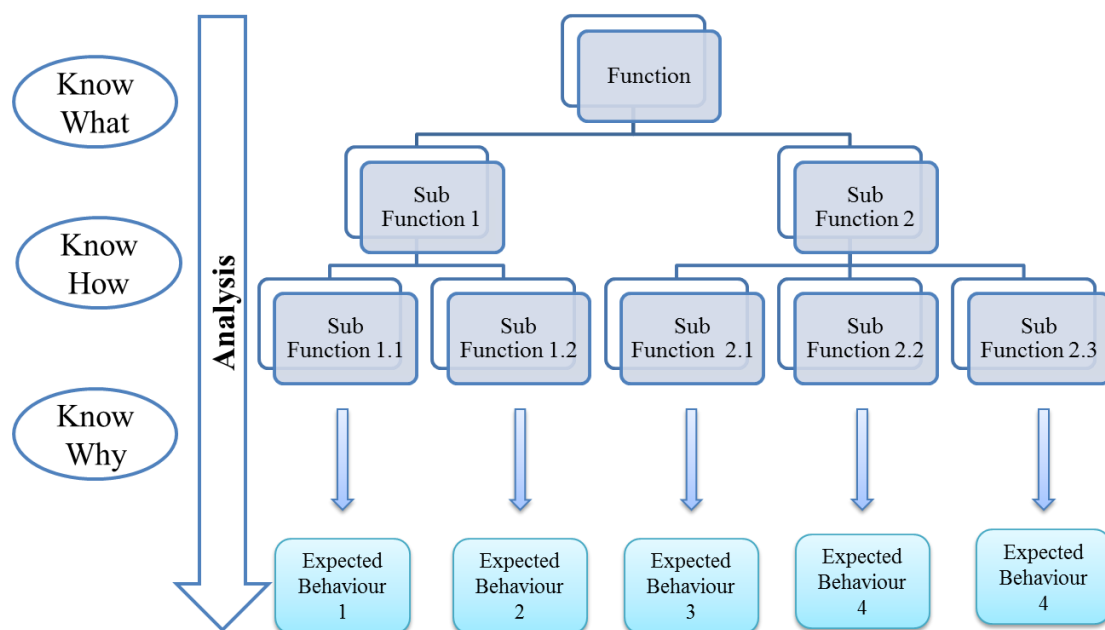 Know
What
Know
How
Know
Why
Analysis
Function
Sub
Function 1
Sub
Function 2
Sub
Function 1.1
Sub
Function 1.2
Sub
Function  2.1
Sub
Function 2.2
Sub
Function 2.3
Expected
Behaviour
1
Expected
Behaviour
2
Expected
Behaviour
3
Expected
Behaviour
4
Expected
Behaviour
4